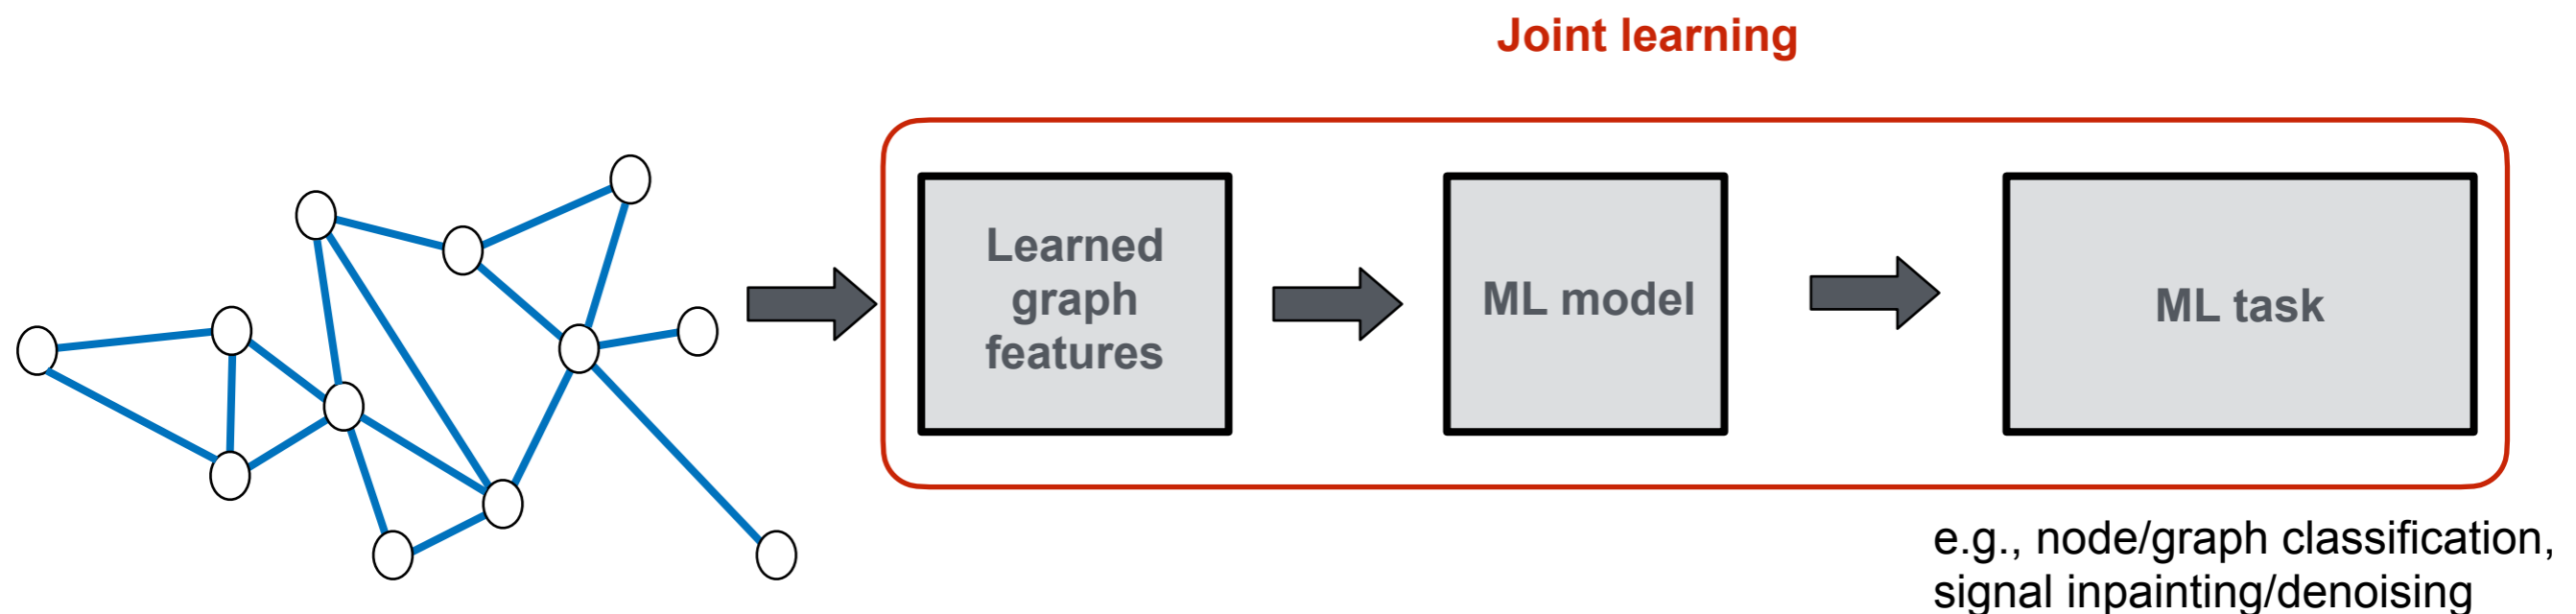 Joint learning
Learned
graph
features
ML model
ML task
e.g., node/graph classification,
signal inpainting/denoising